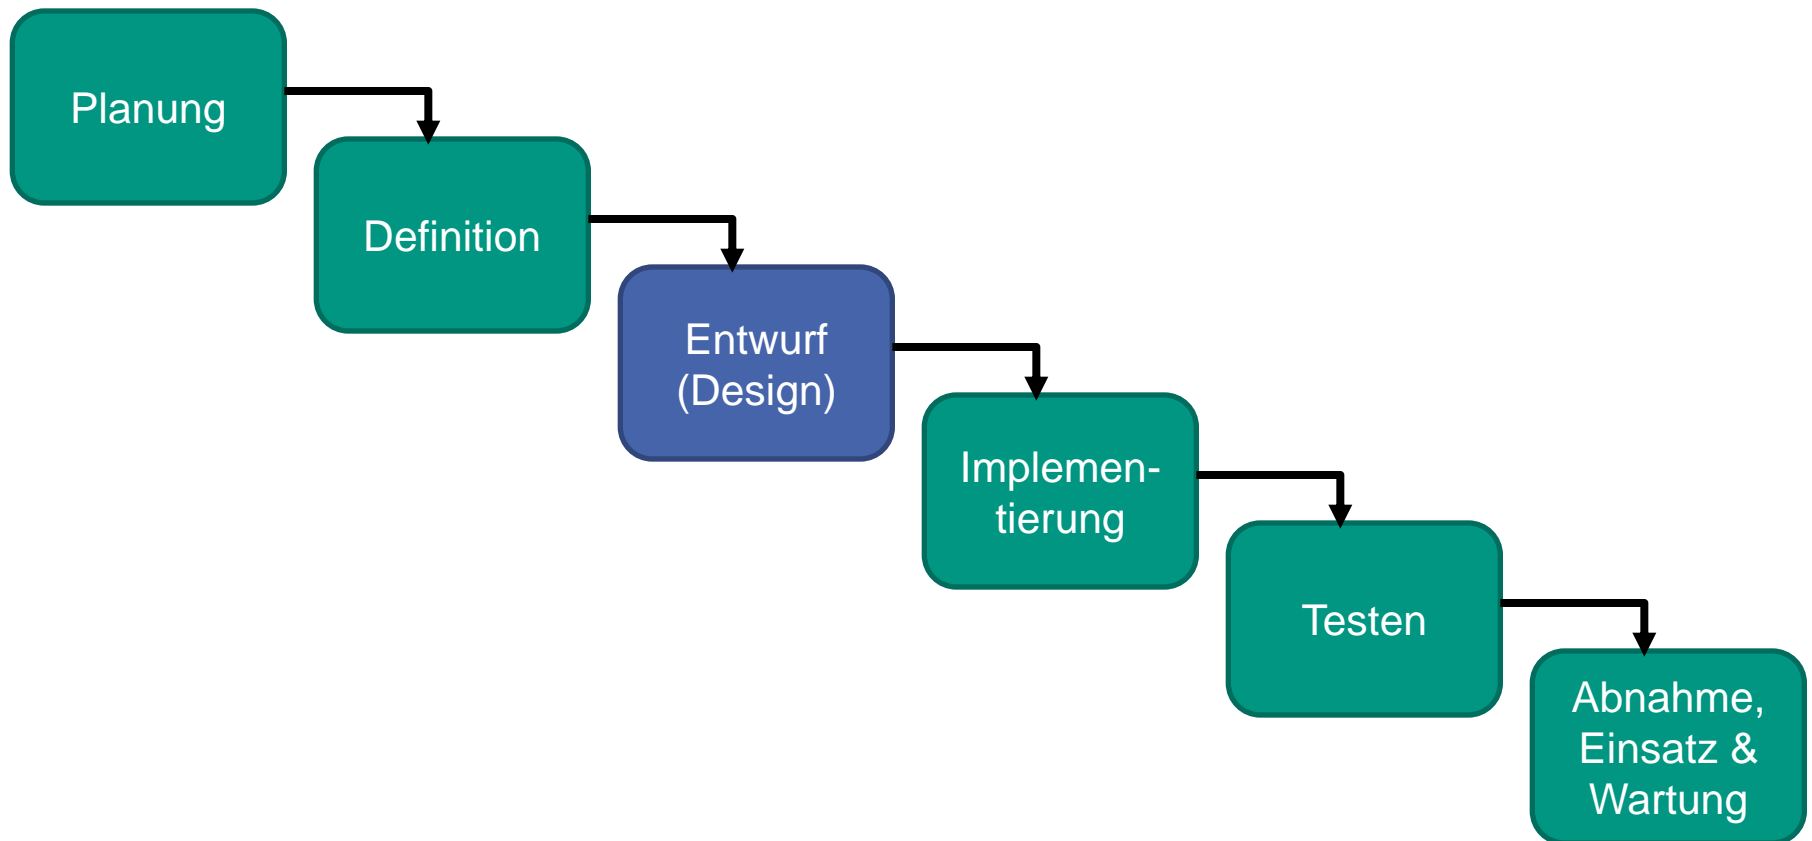 Planung
Definition
Entwurf
(Design)
Implemen-
tierung
Testen
Abnahme,
Einsatz &
Wartung